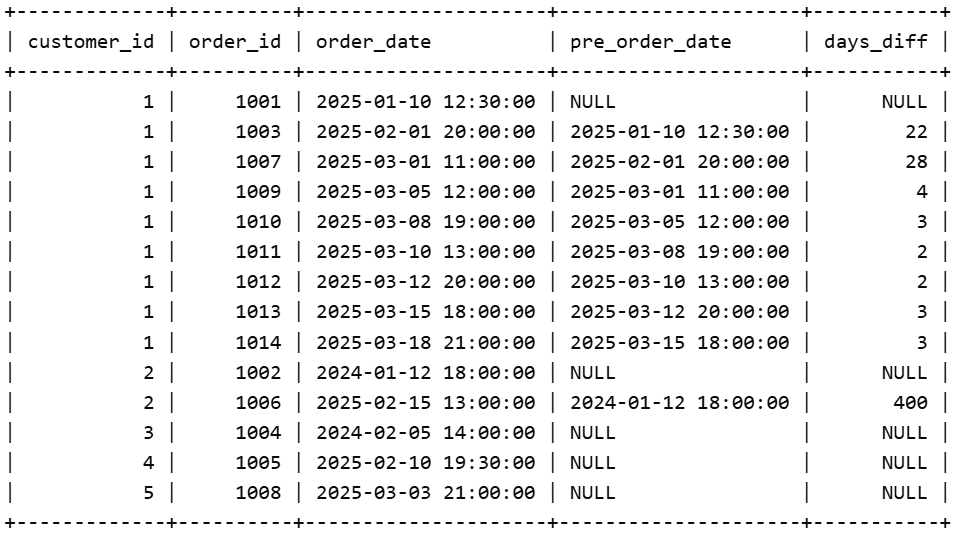 +-------------+----------+---------------------+---------------------+-----------+
| customer_id | order_id | order_date          | pre_order_date      | days_diff |
+-------------+----------+---------------------+---------------------+-----------+
|           1 |     1001 | 2025-01-10 12:30:00 | NULL                |      NULL |
|           1 |     1003 | 2025-02-01 20:00:00 | 2025-01-10 12:30:00 |        22 |
|           1 |     1007 | 2025-03-01 11:00:00 | 2025-02-01 20:00:00 |        28 |
|           1 |     1009 | 2025-03-05 12:00:00 | 2025-03-01 11:00:00 |         4 |
|           1 |     1010 | 2025-03-08 19:00:00 | 2025-03-05 12:00:00 |         3 |
|           1 |     1011 | 2025-03-10 13:00:00 | 2025-03-08 19:00:00 |         2 |
|           1 |     1012 | 2025-03-12 20:00:00 | 2025-03-10 13:00:00 |         2 |
|           1 |     1013 | 2025-03-15 18:00:00 | 2025-03-12 20:00:00 |         3 |
|           1 |     1014 | 2025-03-18 21:00:00 | 2025-03-15 18:00:00 |         3 |
|           2 |     1002 | 2024-01-12 18:00:00 | NULL                |      NULL |
|           2 |     1006 | 2025-02-15 13:00:00 | 2024-01-12 18:00:00 |       400 |
|           3 |     1004 | 2024-02-05 14:00:00 | NULL                |      NULL |
|           4 |     1005 | 2025-02-10 19:30:00 | NULL                |      NULL |
|           5 |     1008 | 2025-03-03 21:00:00 | NULL                |      NULL |
+-------------+----------+---------------------+---------------------+-----------+